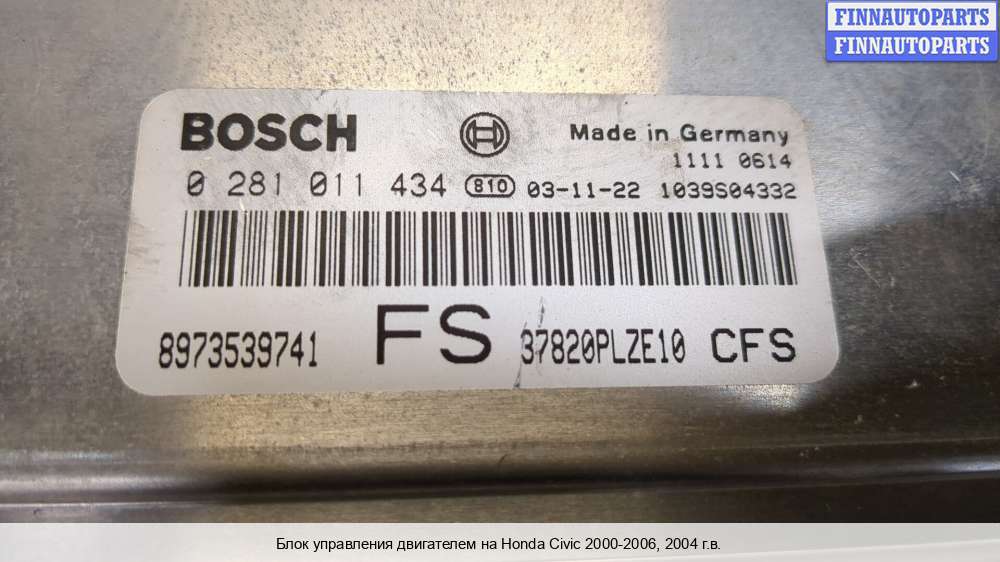 FINNAUTOPARTS
FINNAUTOPARTS
BOSCH
Made in Germany
1111 0614
0 281 011 434 810 03-11-22 1039S04332
8973539741 FS 37820PLZE10 CFS
Блок управления двигателем на Honda Civic 2000-2006, 2004 г.в.